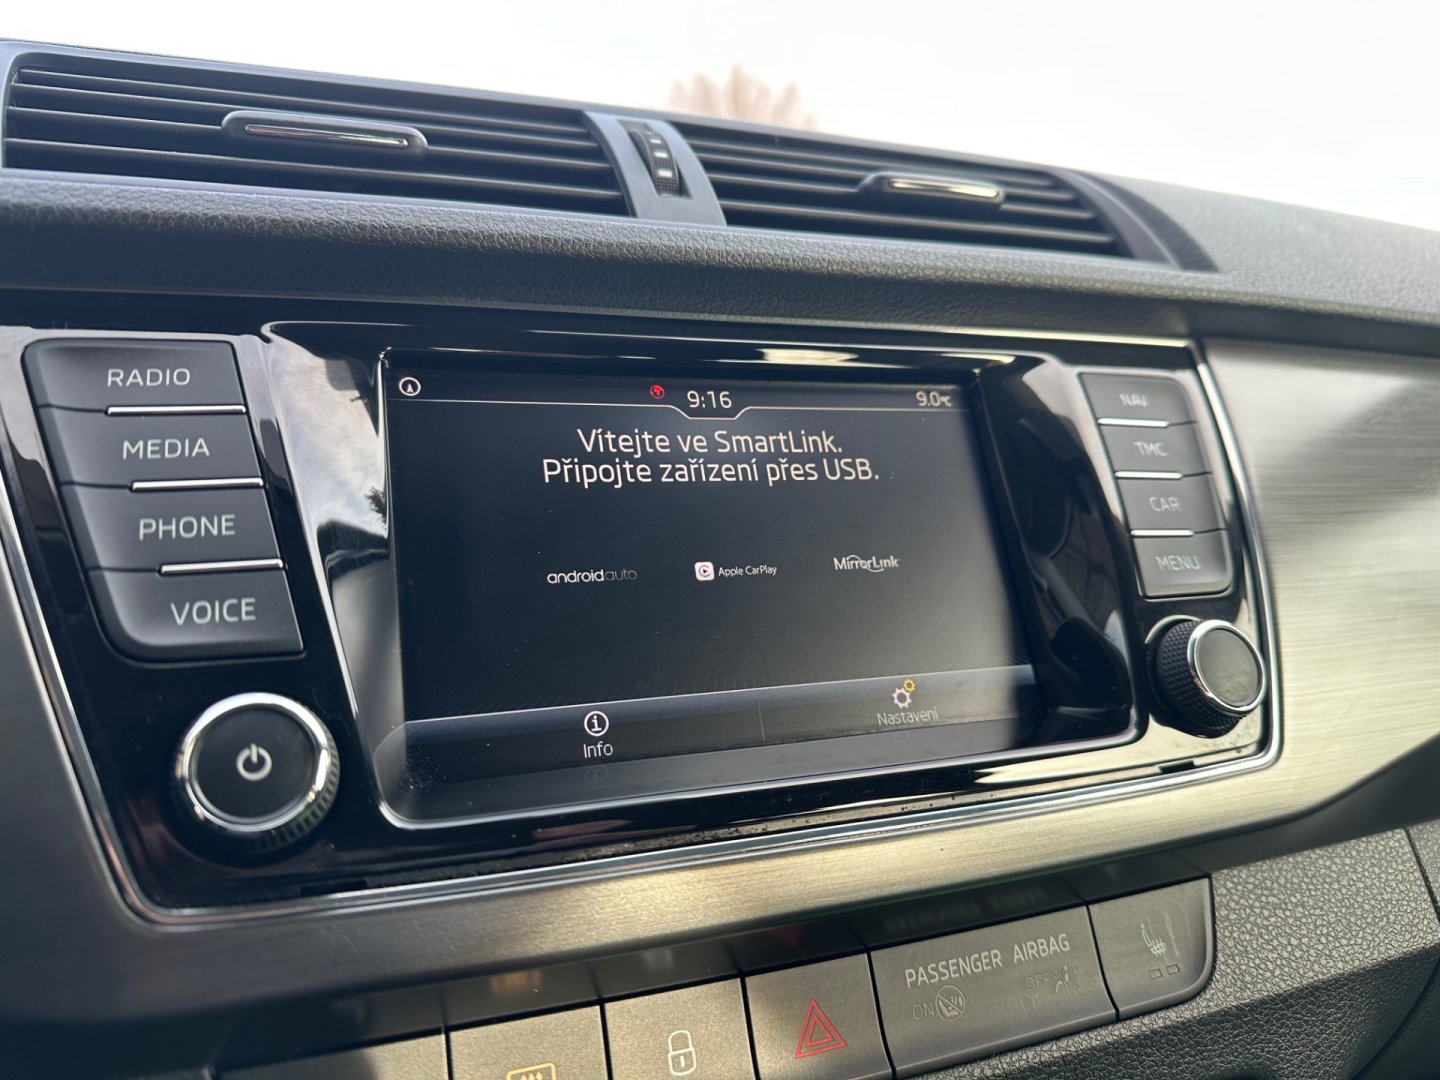 RADIO
MEDIA
PHONE
VOICE
9:16
9.0°C
Vítejte ve SmartLink.
Připojte zařízení přes USB.
androidauto
Apple CarPlay
MirrorLink
Info
Nastavení
NAV
TMC
CAR
MENU
PASSENGER AIRBAG
ON
OFF